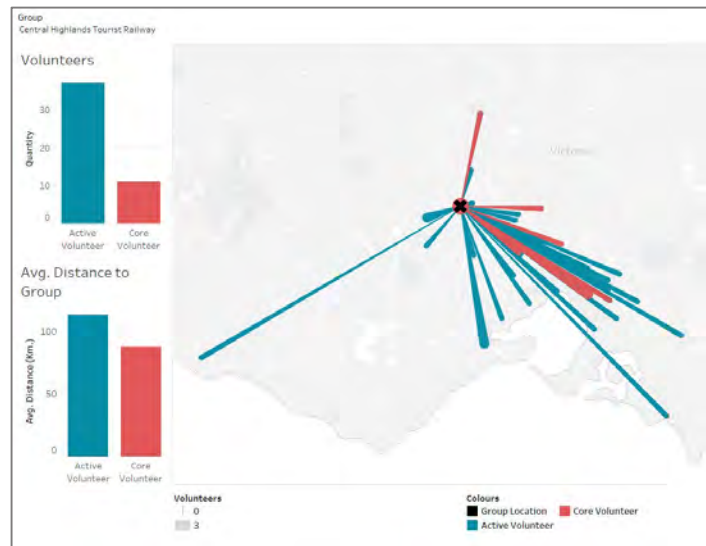 Group
Central Highlands Tourist Railway
Volunteers
30
20
10
0
Quantity
Active
Volunteer
Core
Volunteer
Avg. Distance to
Group
100
50
0
Avg. Distance (Km.)
Active
Volunteer
Core
Volunteer
Victoria
Volunteers
0
3
Colours
Group Location
Core Volunteer
Active Volunteer